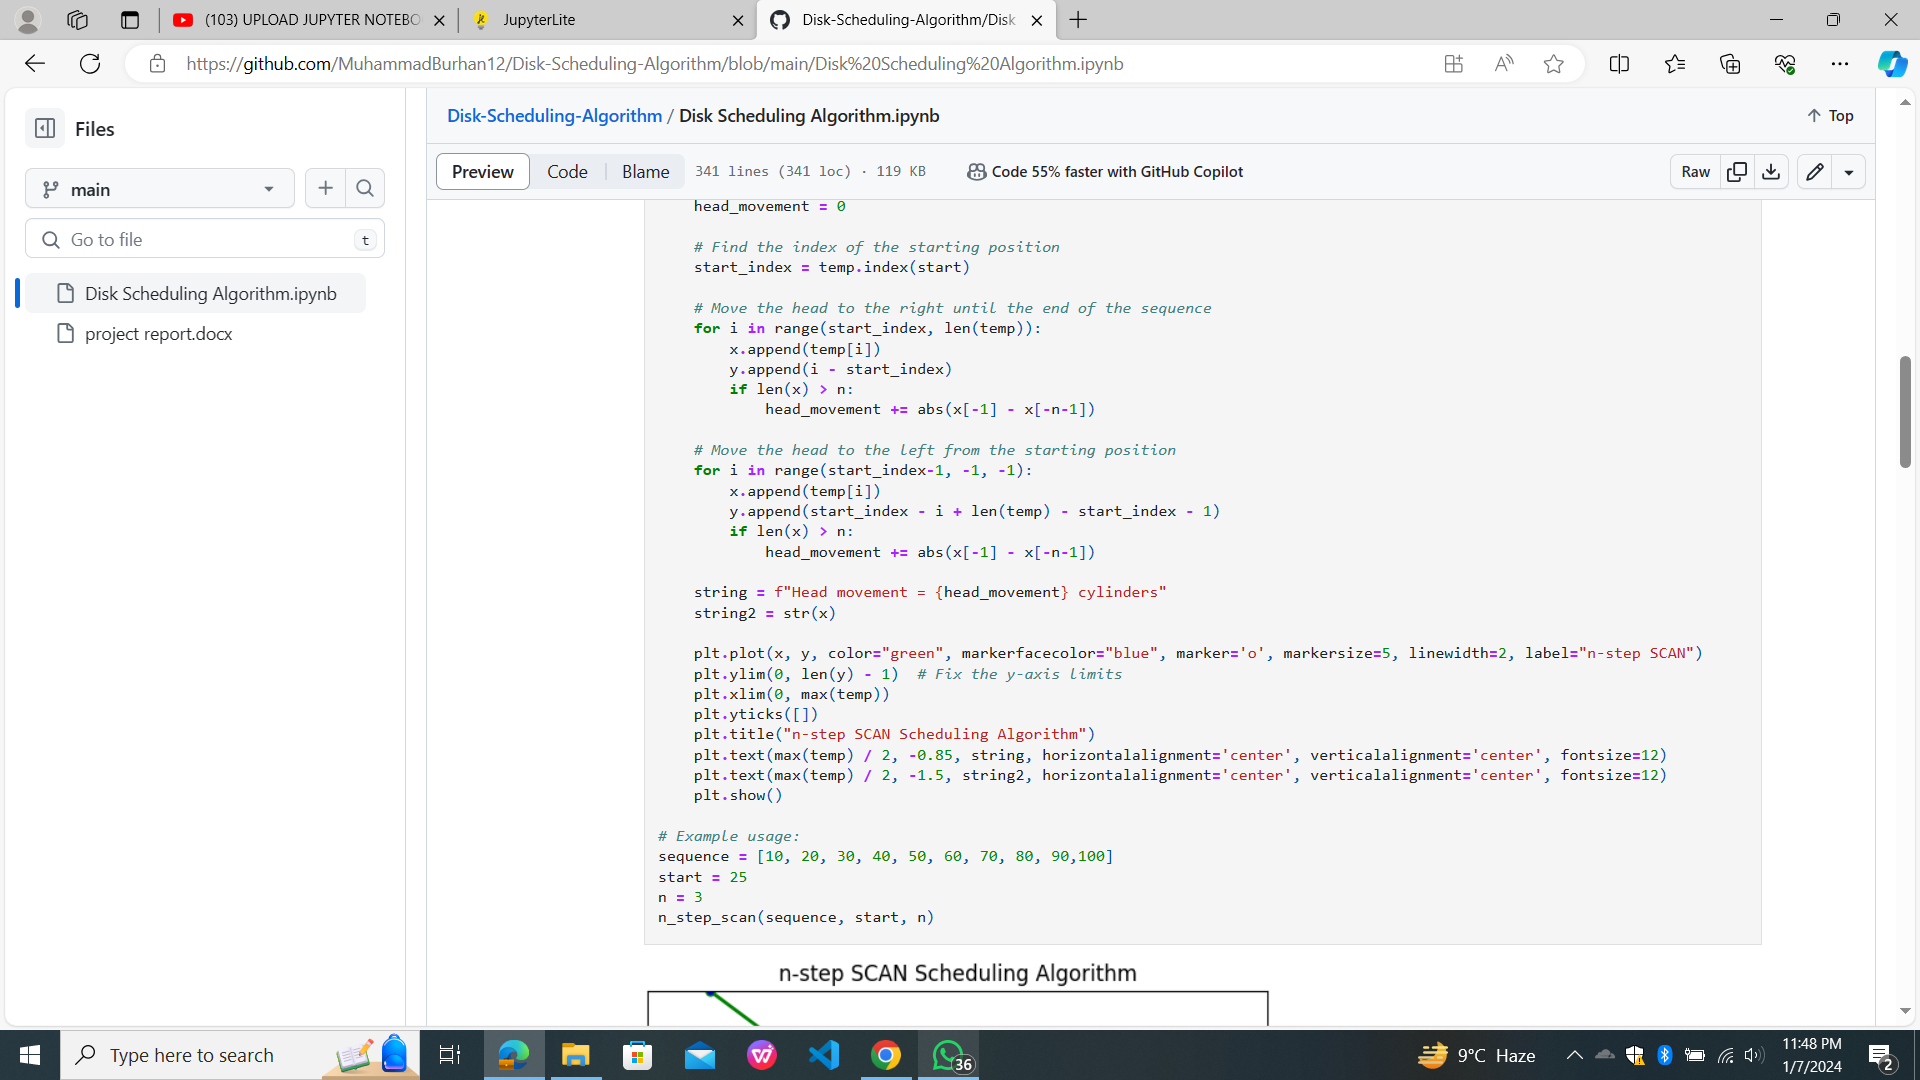 (103) UPLOAD JUPYTER NOTEBO
JupyterLite
Disk-Scheduling-Algorithm/Disk
https://github.com/MuhammadBurhan12/Disk-Scheduling-Algorithm/blob/main/Disk%20Scheduling%20Algorithm.ipynb
Files
main
Go to file
t
Disk Scheduling Algorithm.ipynb
project report.docx
Disk-Scheduling-Algorithm / Disk Scheduling Algorithm.ipynb
Top
Preview
Code
Blame
341 lines (341 loc) · 119 KB
Code 55% faster with GitHub Copilot
Raw
head_movement = 0
# Find the index of the starting position
start_index = temp.index(start)
# Move the head to the right until the end of the sequence
for i in range(start_index, len(temp)):
x.append(temp[i])
y.append(i - start_index)
if len(x) > n:
head_movement += abs(x[-1] - x[-n-1])
# Move the head to the left from the starting position
for i in range(start_index-1, -1, -1):
x.append(temp[i])
y.append(start_index - i + len(temp) - start_index - 1)
if len(x) > n:
head_movement += abs(x[-1] - x[-n-1])
string = f"Head movement = {head_movement} cylinders"
string2 = str(x)
plt.plot(x, y, color="green", markerfacecolor="blue", marker='o', markersize=5, linewidth=2, label="n-step SCAN")
plt.ylim(0, len(y) - 1)  # Fix the y-axis limits
plt.xlim(0, max(temp))
plt.yticks([])
plt.title("n-step SCAN Scheduling Algorithm")
plt.text(max(temp) / 2, -0.85, string, horizontalalignment='center', verticalalignment='center', fontsize=12)
plt.text(max(temp) / 2, -1.5, string2, horizontalalignment='center', verticalalignment='center', fontsize=12)
plt.show()
# Example usage:
sequence = [10, 20, 30, 40, 50, 60, 70, 80, 90,100]
start = 25
n = 3
n_step_scan(sequence, start, n)
n-step SCAN Scheduling Algorithm
Type here to search
36
9°C Haze
11:48 PM
1/7/2024
2